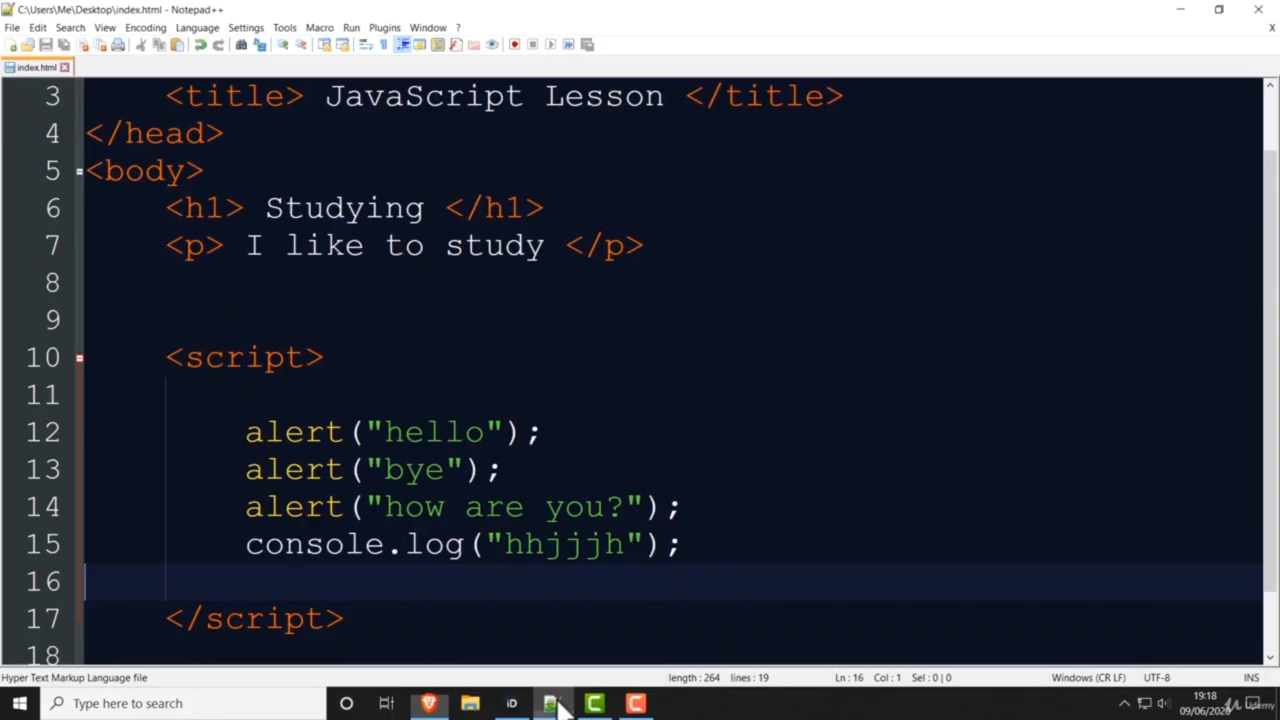 C:\Users\Me\Desktop\index.html - Notepad++
File Edit Search View Encoding Language Settings Tools Macro Run Plugins Window ?
X
index.html
3 <title> JavaScript Lesson </title>
4 </head>
5 <body>
6 <h1> Studying </h1>
7 <p> I like to study </p>
8
9
10 <script>
11
12 alert("hello");
13 alert("bye");
14 alert("how are you?");
15 console.log("hhjjjh");
16
17 </script>
18
Hyper Text Markup Language file length : 264 lines : 19 Ln : 16 Col : 1 Sel : 0 | 0 Windows (CR LF) UTF-8 INS
Type here to search
iD
19:18
09/06/2020
Udemy